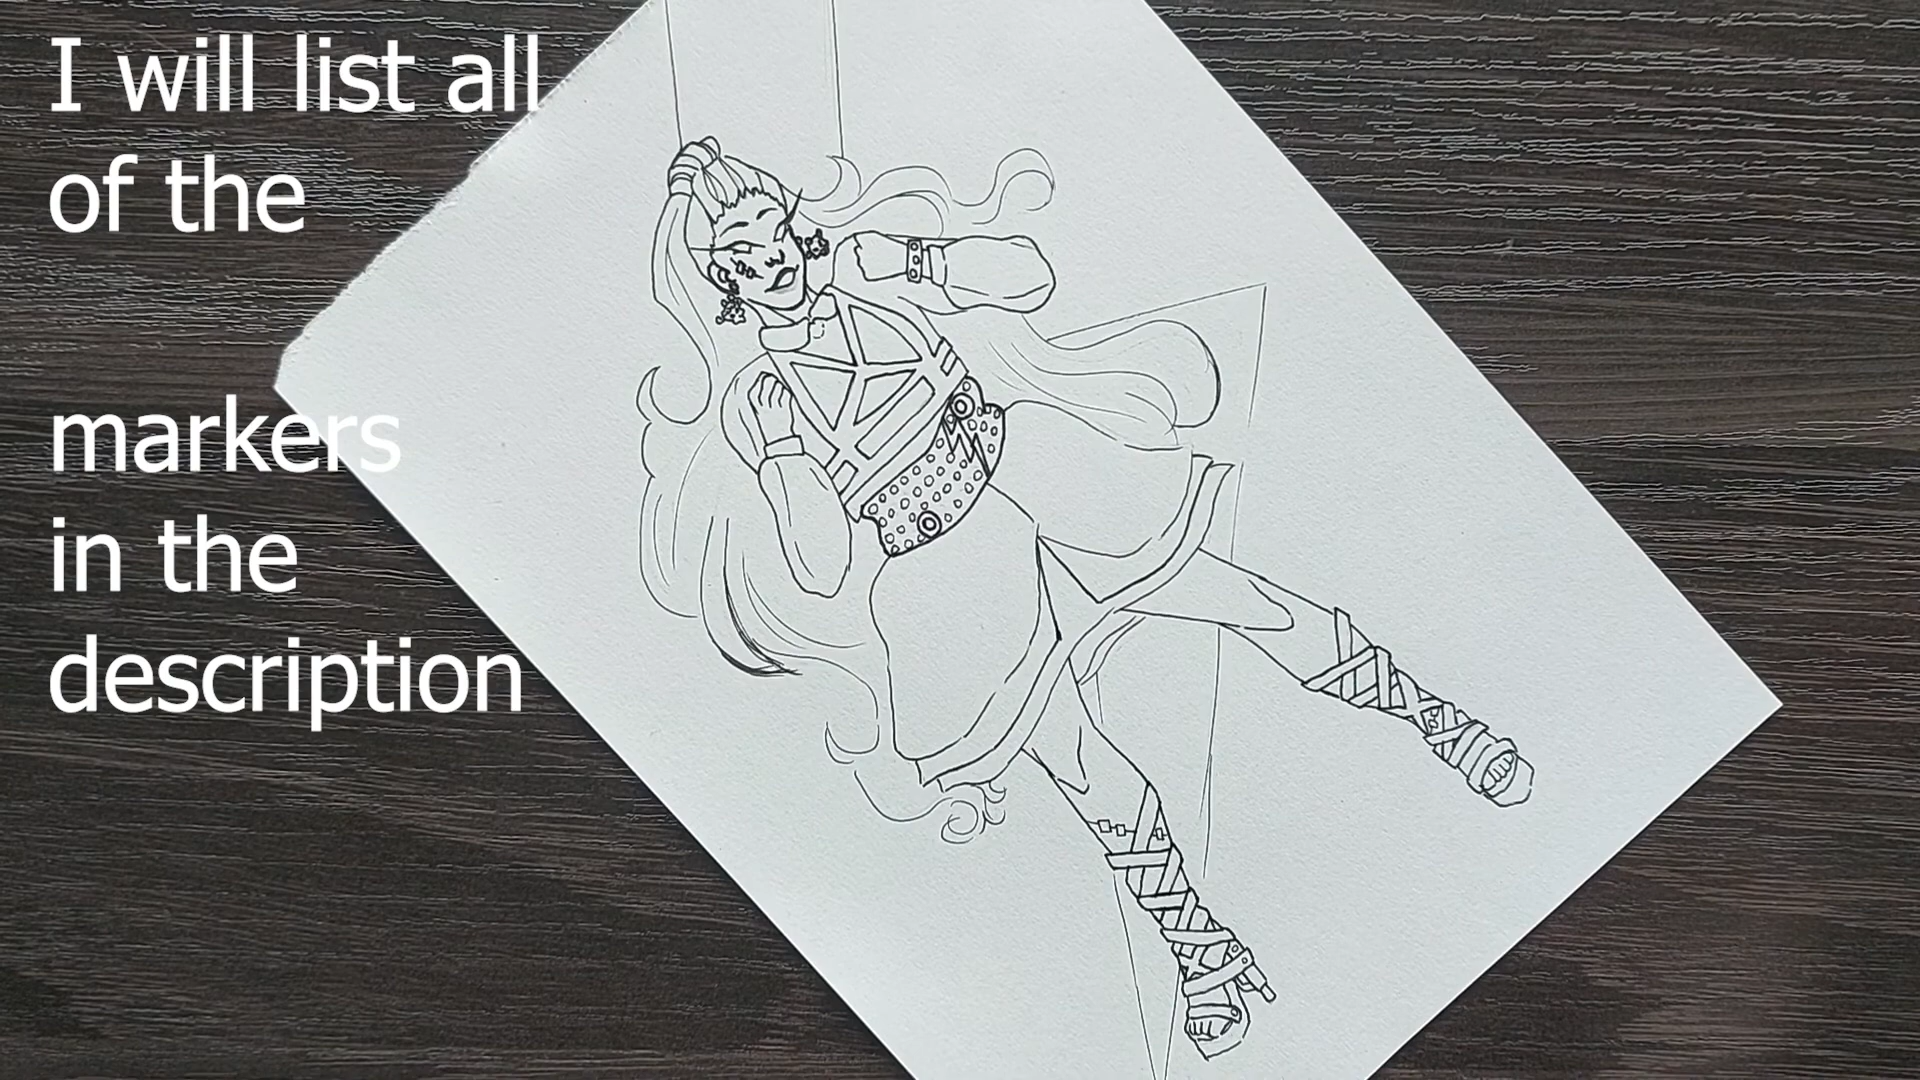 I will list all
of the
markers
in the
description